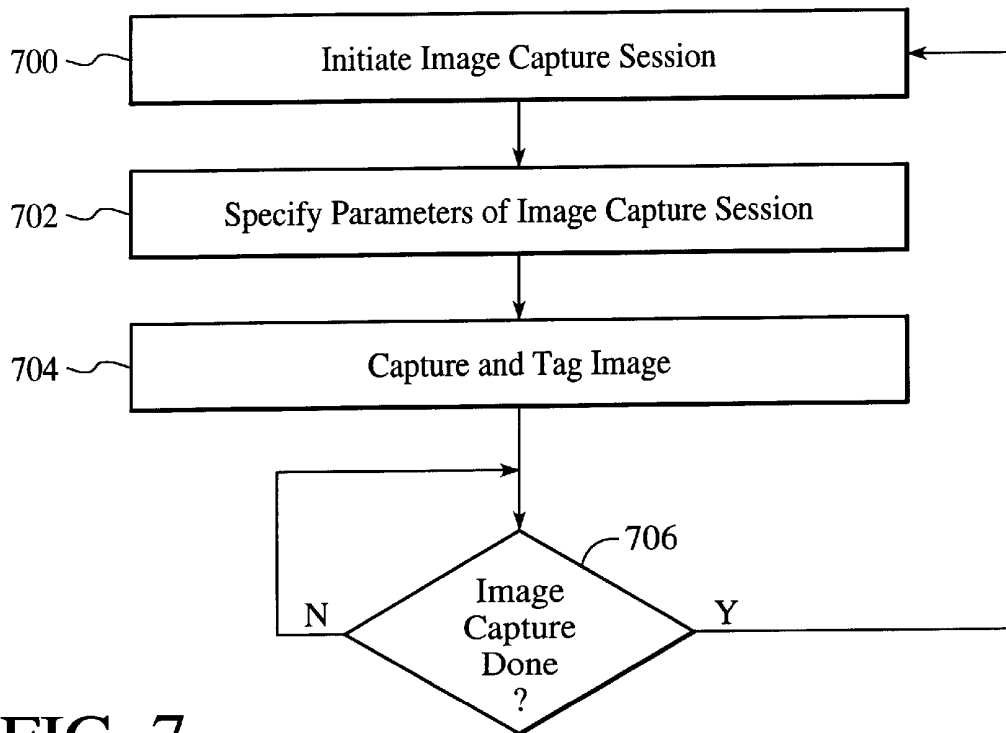 700
Initiate Image Capture Session
702
Specify Parameters of Image Capture Session
704
Capture and Tag Image
706
Image
Capture
Done
?
N
Y
FIG. 7